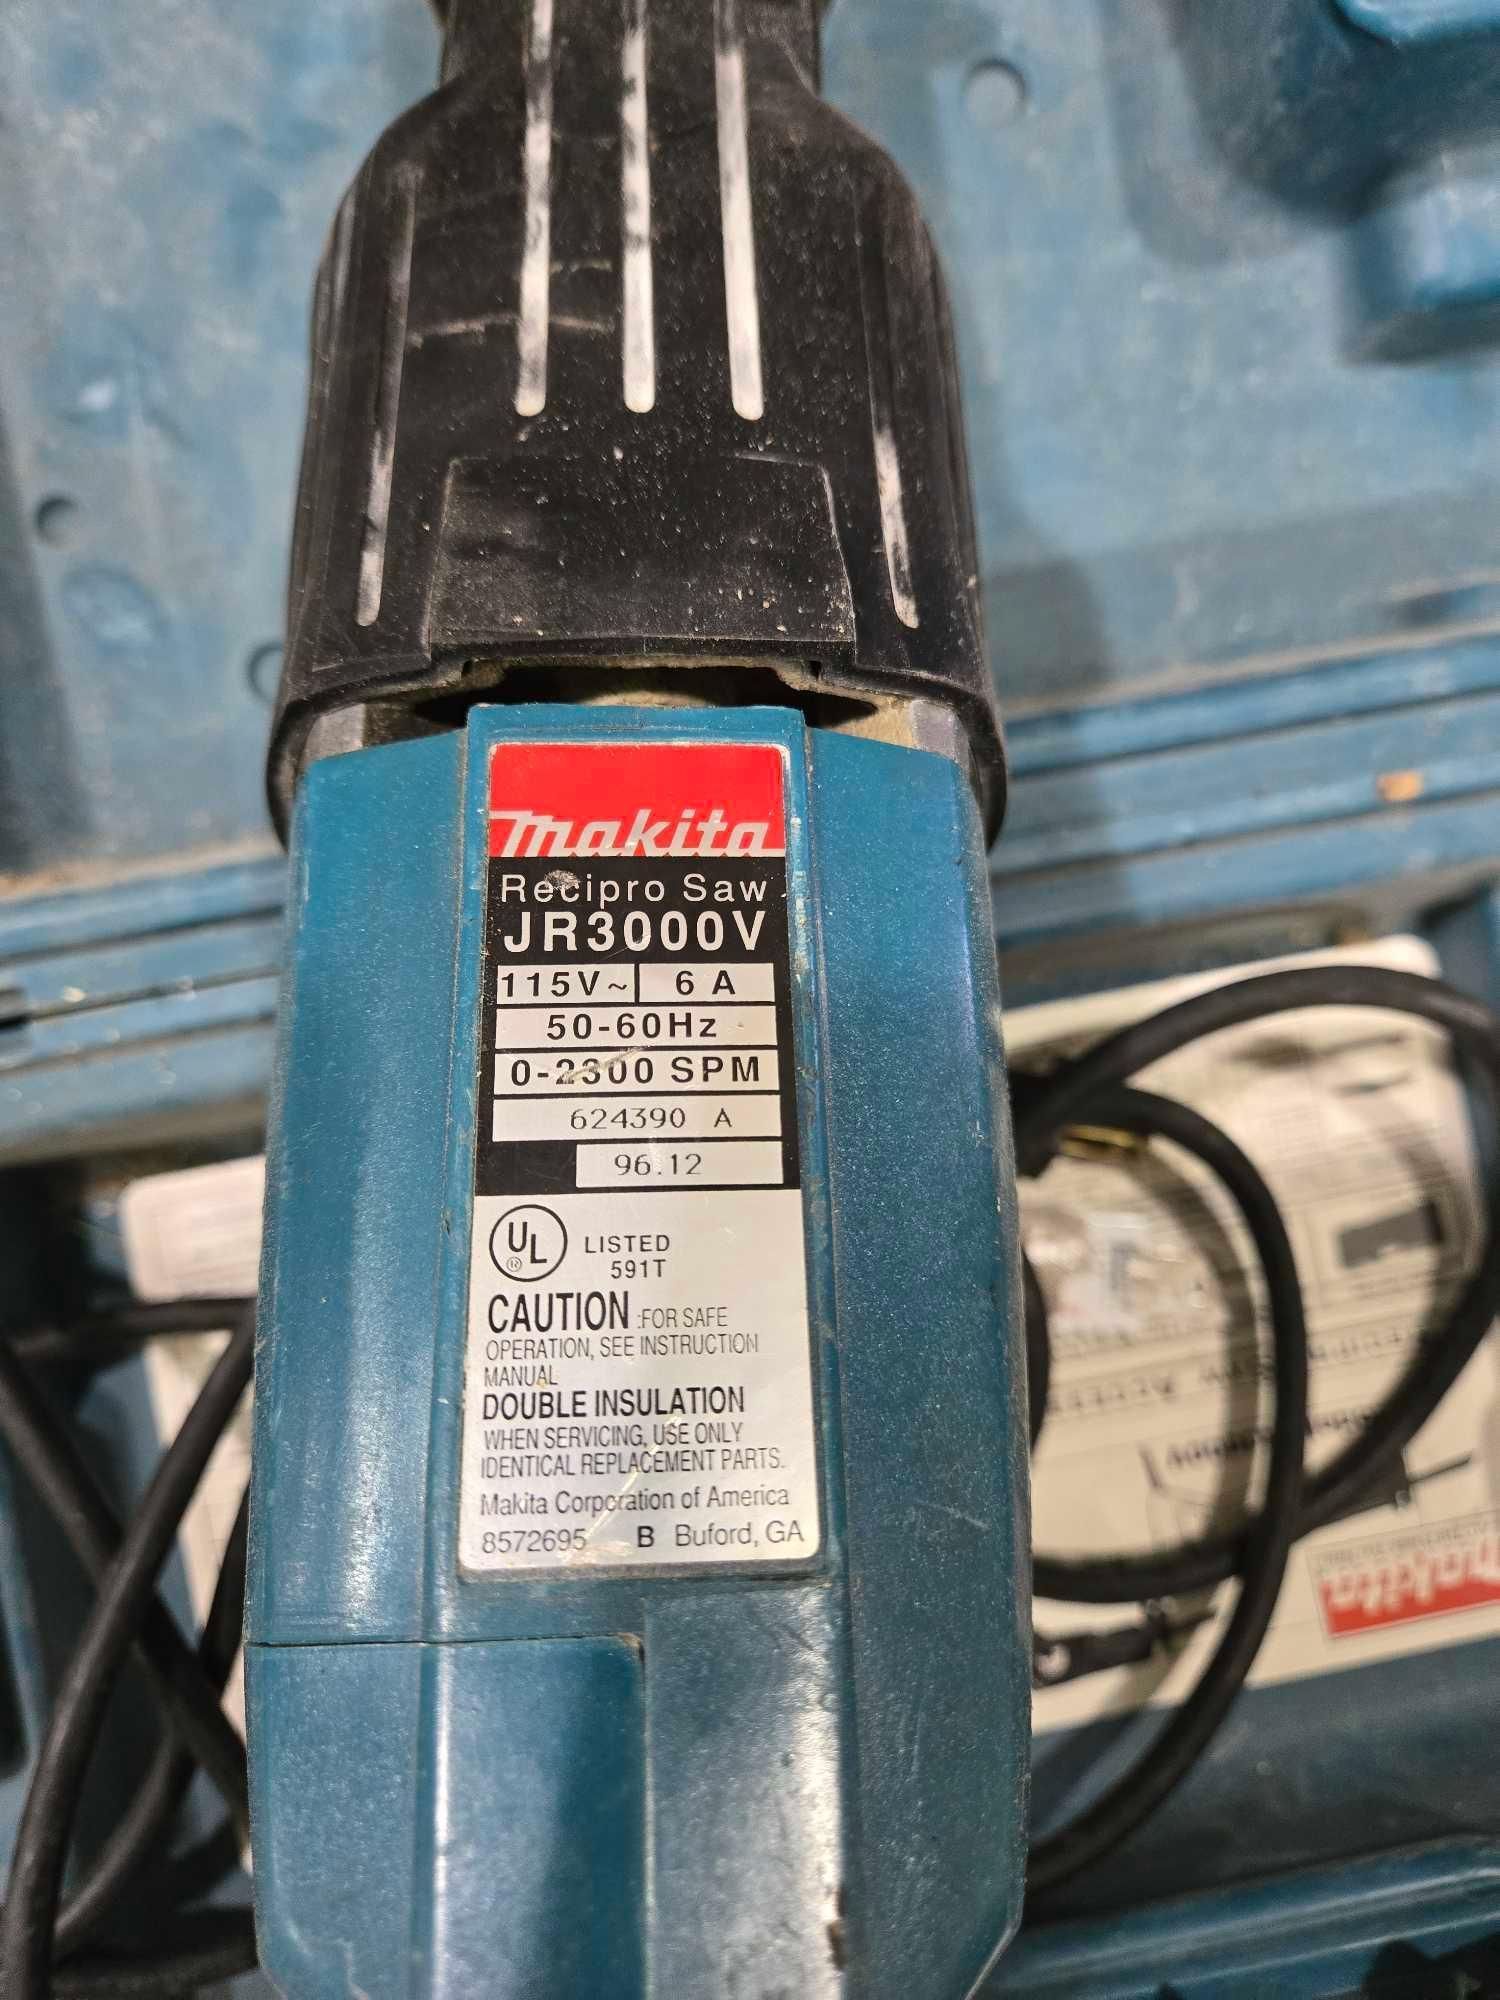 makita
Recipro Saw
JR3000V
115V~ 6 A
50-60Hz
0-2300 SPM
624390 A
96.12
UL
®
LISTED
591T
CAUTION :FOR SAFE
OPERATION, SEE INSTRUCTION
MANUAL
DOUBLE INSULATION
WHEN SERVICING, USE ONLY
IDENTICAL REPLACEMENT PARTS.
Makita Corporation of America
8572695 B Buford, GA
makita